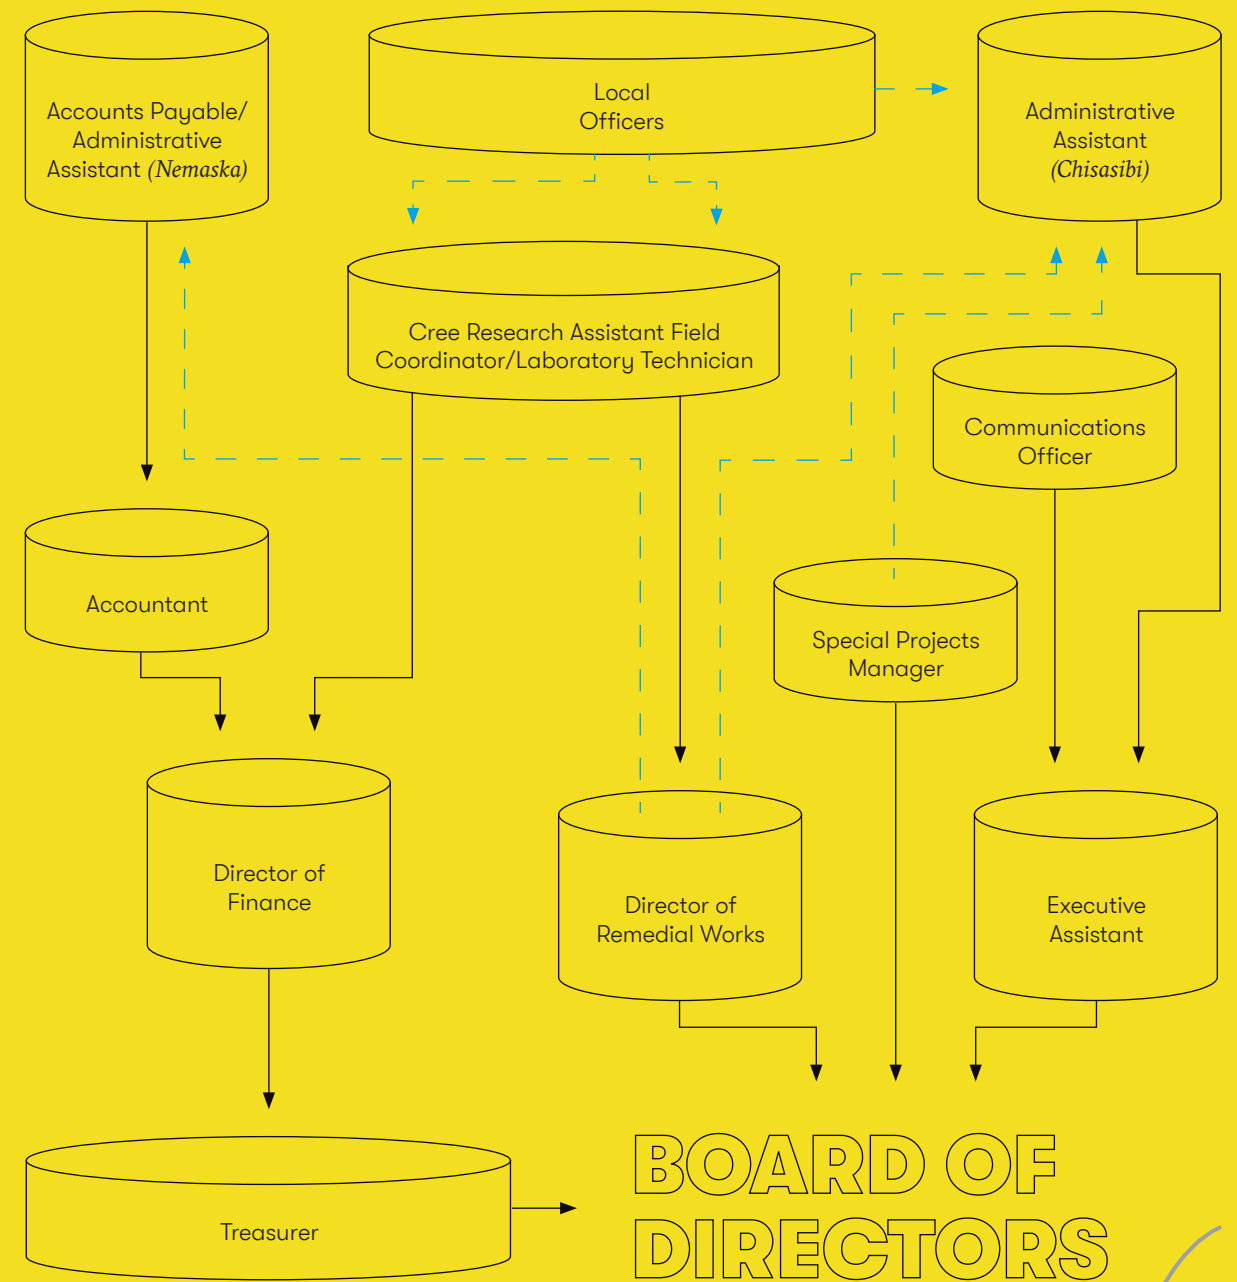 Accounts Payable/
Administrative
Assistant (Nemaska)
Local
Officers
Administrative
Assistant
(Chisasibi)
Cree Research Assistant Field
Coordinator/Laboratory Technician
Communications
Officer
Accountant
Special Projects
Manager
Director of
Finance
Director of
Remedial Works
Executive
Assistant
Treasurer
BOARD OF
DIRECTORS